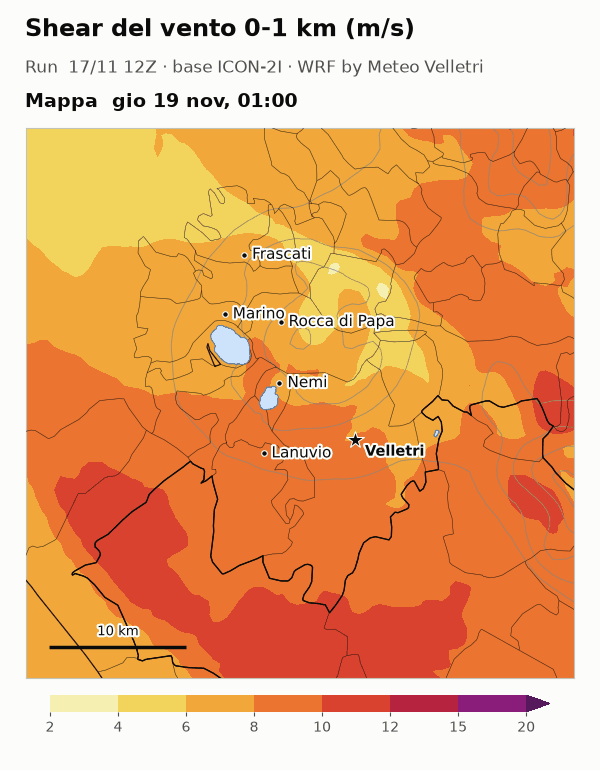 Shear del vento 0-1 km (m/s)
Run  17/11 12Z · base ICON-2I · WRF by Meteo Velletri
Mappa  gio 19 nov, 01:00
Frascati
Marino
Rocca di Papa
Nemi
Velletri
Lanuvio
10 km
2 4 6 8 10 12 15 20